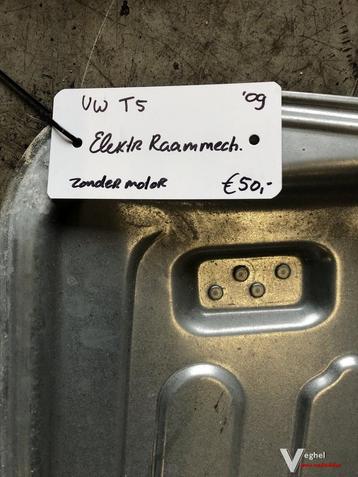 VW T5 '09
Elektr Raammech.
Zonder motor €50,-
Veghel